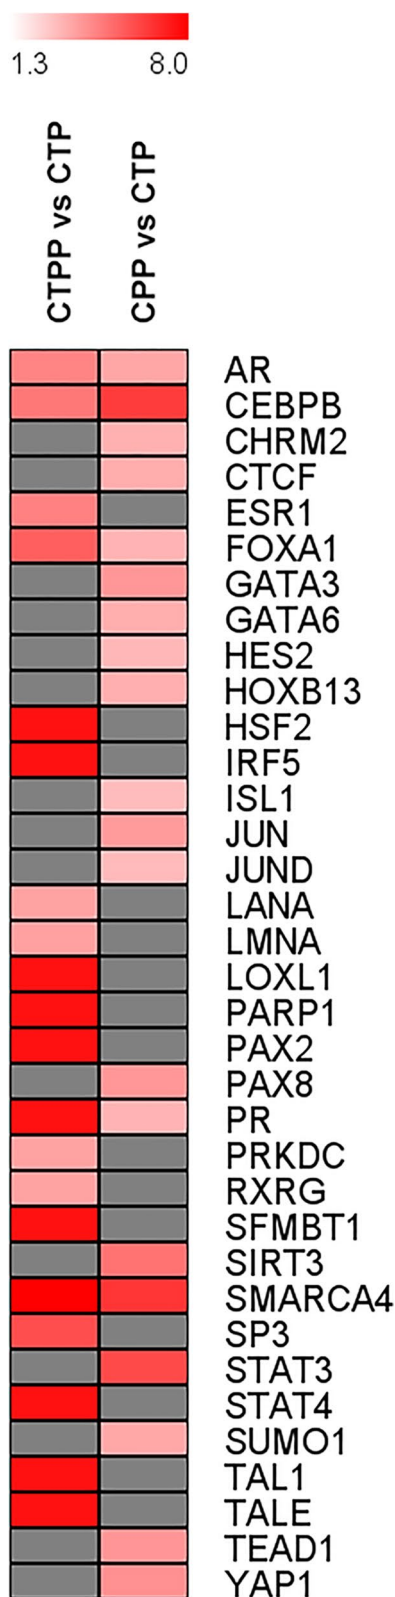 1.3 8.0
CTPP vs CTP
CPP vs CTP
AR
CEBPB
CHRM2
CTCF
ESR1
FOXA1
GATA3
GATA6
HES2
HOXB13
HSF2
IRF5
ISL1
JUN
JUND
LANA
LMNA
LOXL1
PARP1
PAX2
PAX8
PR
PRKDC
RXRG
SFMBT1
SIRT3
SMARCA4
SP3
STAT3
STAT4
SUMO1
TAL1
TALE
TEAD1
YAP1